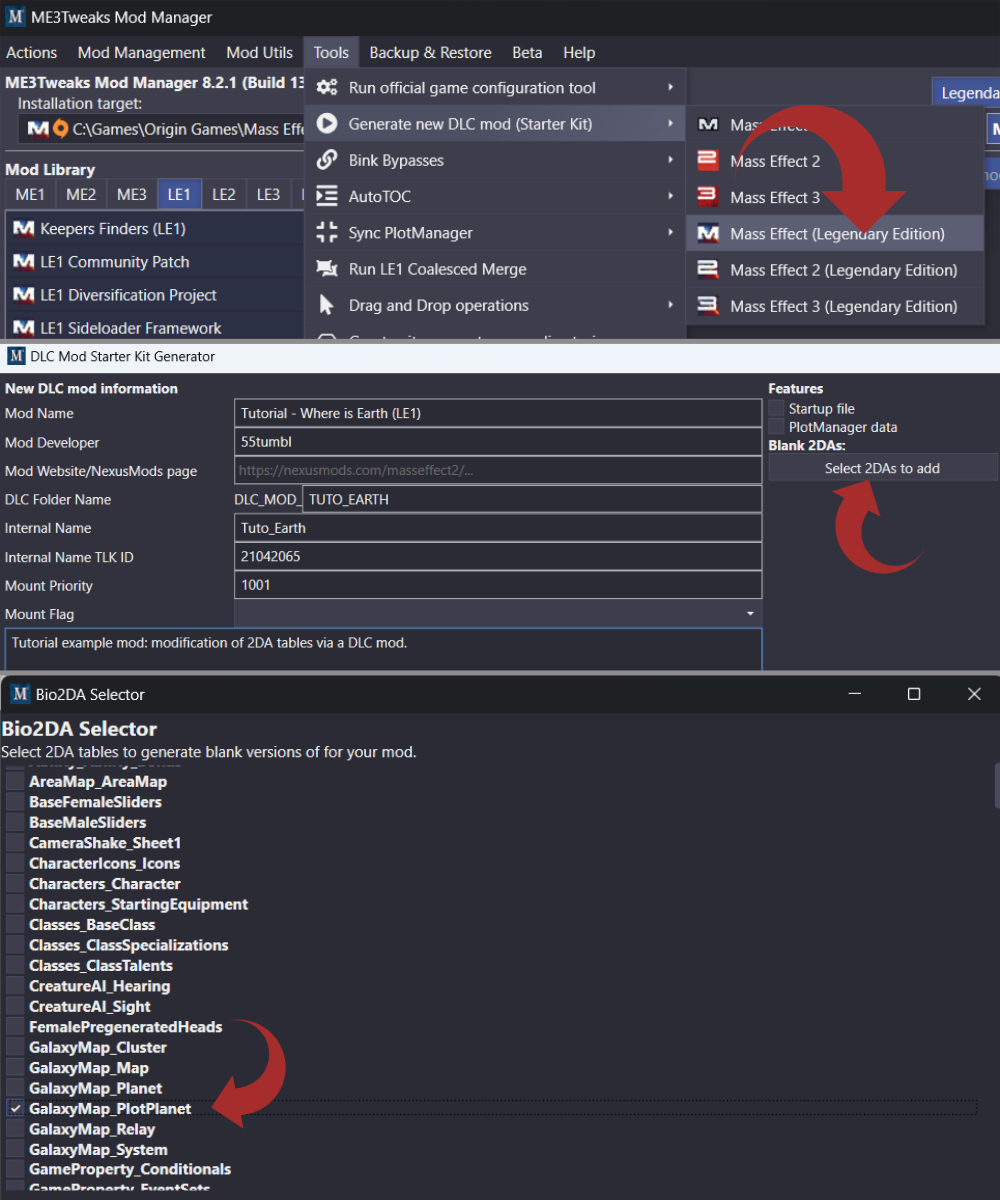 ME3Tweaks Mod Manager
Actions Mod Management Mod Utils Tools Backup & Restore Beta Help
ME3Tweaks Mod Manager 8.2.1 (Build 13
Installation target:
C:\Games\Origin Games\Mass Effe
Legenda
Mod Library
ME1 ME2 ME3 LE1 LE2 LE3
Keepers Finders (LE1)
LE1 Community Patch
LE1 Diversification Project
LE1 Sideloader Framework
Run official game configuration tool
Generate new DLC mod (Starter Kit)
Bink Bypasses
AutoTOC
Sync PlotManager
Run LE1 Coalesced Merge
Drag and Drop operations
Mass Effect
Mass Effect 2
Mass Effect 3
Mass Effect (Legendary Edition)
Mass Effect 2 (Legendary Edition)
Mass Effect 3 (Legendary Edition)
DLC Mod Starter Kit Generator
New DLC mod information
Mod Name Tutorial - Where is Earth (LE1)
Mod Developer 55tumbl
Mod Website/NexusMods page https://nexusmods.com/masseffect2/...
DLC Folder Name DLC_MOD_ TUTO_EARTH
Internal Name Tuto_Earth
Internal Name TLK ID 21042065
Mount Priority 1001
Mount Flag
Tutorial example mod: modification of 2DA tables via a DLC mod.
Features
Startup file
PlotManager data
Blank 2DAs:
Select 2DAs to add
Bio2DA Selector
Bio2DA Selector
Select 2DA tables to generate blank versions of for your mod.
AreaMap_AreaMap
BaseFemaleSliders
BaseMaleSliders
CameraShake_Sheet1
CharacterIcons_Icons
Characters_Character
Characters_StartingEquipment
Classes_BaseClass
Classes_ClassSpecializations
Classes_ClassTalents
CreatureAI_Hearing
CreatureAI_Sight
FemalePregeneratedHeads
GalaxyMap_Cluster
GalaxyMap_Map
GalaxyMap_Planet
GalaxyMap_PlotPlanet
GalaxyMap_Relay
GalaxyMap_System
GameProperty_Conditionals
GameProperty_EventSets